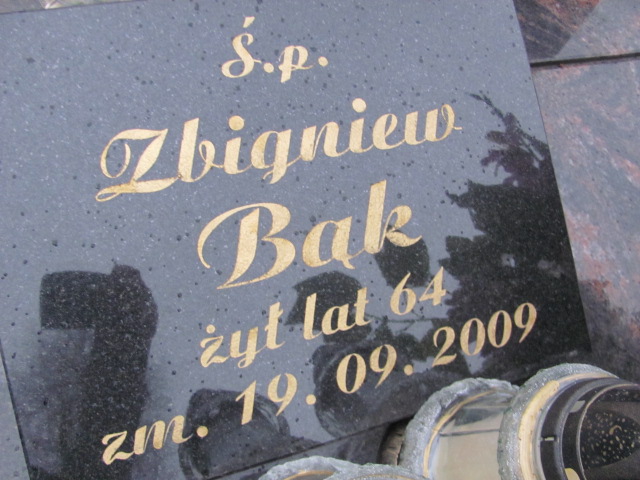 Ś.p.
Zbigniew
Bąk
żył lat 64
zm. 19.09.2009